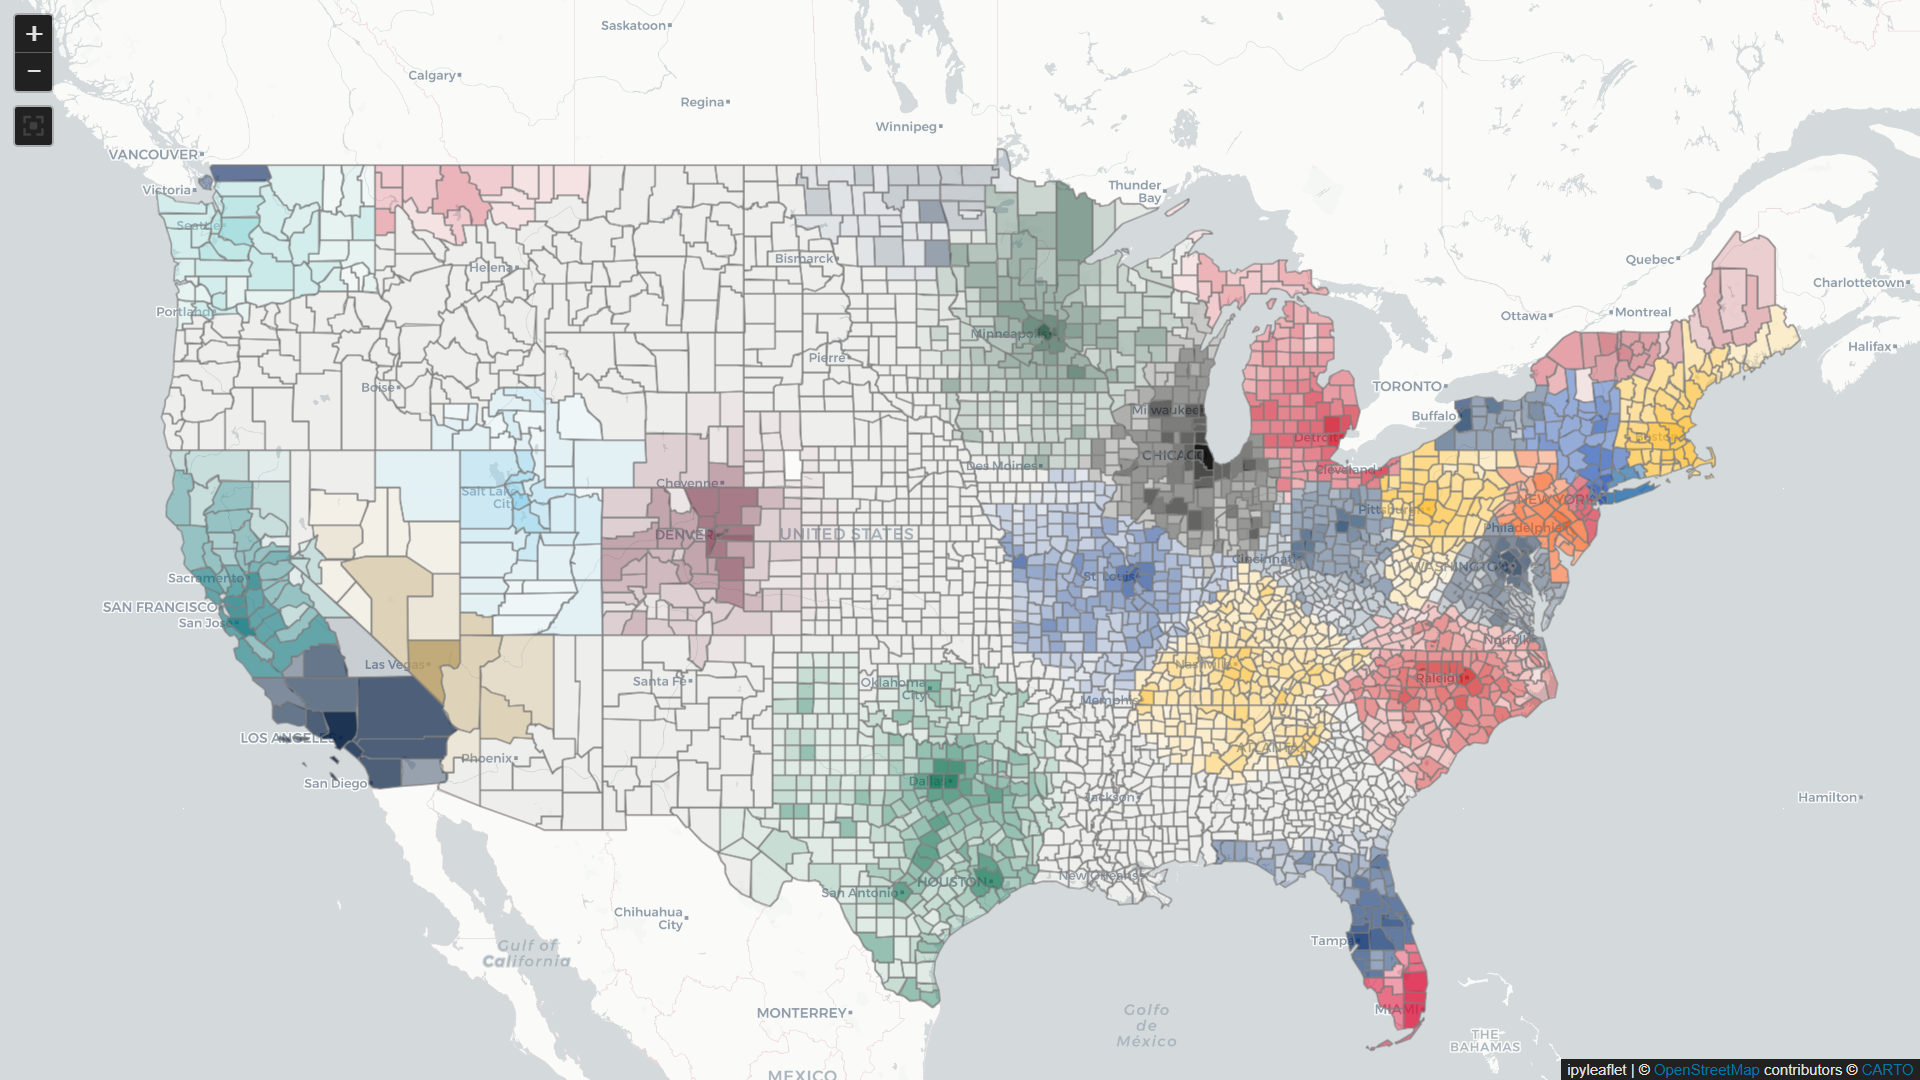 +
−
Saskatoon
Calgary
Regina
Winnipeg
VANCOUVER
Victoria
Thunder
Bay
Seattle
Helena
Bismarck
Quebec
Charlottetown
Portland
Ottawa
Montreal
Minneapolis
Halifax
Pierre
Boise
TORONTO
Milwaukee
Buffalo
Detroit
Boston
CHICAGO
Des Moines
Cleveland
Cheyenne
Salt Lake
City
NEW YORK
Pittsburgh
Philadelphia
DENVER
UNITED STATES
Cincinnati
WASHINGTON
Sacramento
St. Louis
SAN FRANCISCO
San Jose
Norfolk
Las Vegas
Nashville
Raleigh
Santa Fe
Oklahoma
City
Memphis
LOS ANGELES
ATLANTA
Phoenix
San Diego
Dallas
Jackson
Hamilton
New Orleans
HOUSTON
San Antonio
Chihuahua
City
Gulf of
California
Tampa
MONTERREY
MIAMI
Golfo
de
México
THE
BAHAMAS
MEXICO
ipyleaflet | © OpenStreetMap contributors © CARTO